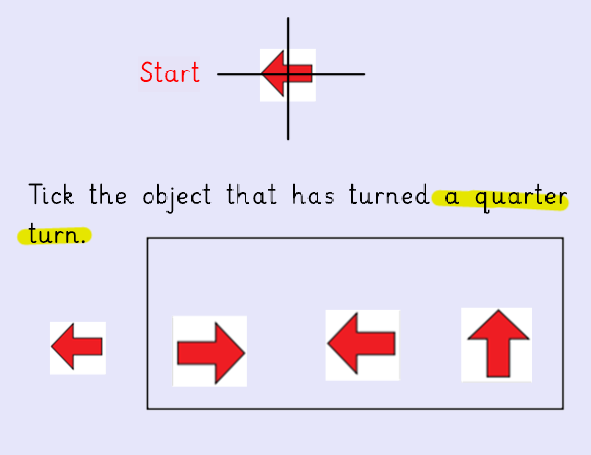 Start
Tick the object that has turned a quarter
turn.